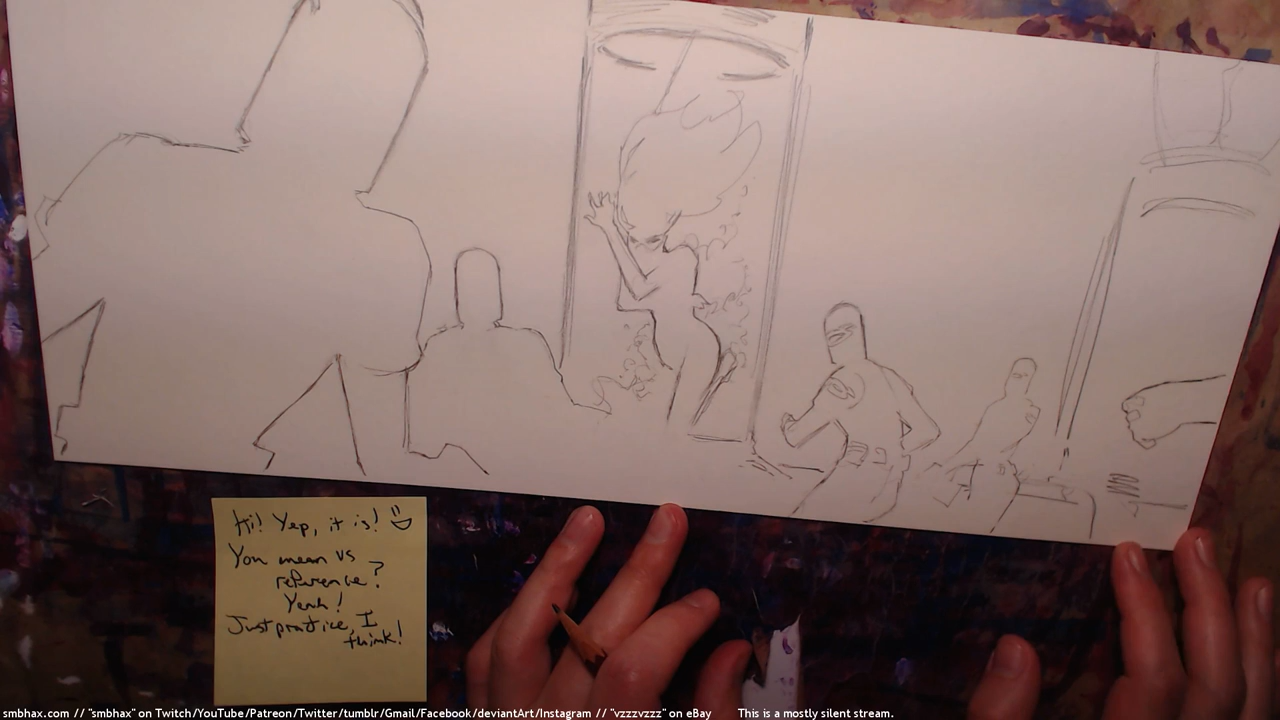 Hi! Yep, it is! :)
You mean vs
reference?
Yeah!
Just practice, I
think!
smbhax.com // "smbhax" on Twitch/YouTube/Patreon/Twitter/tumblr/Gmail/Facebook/deviantArt/Instagram // "vzzzvzzz" on eBay This is a mostly silent stream.